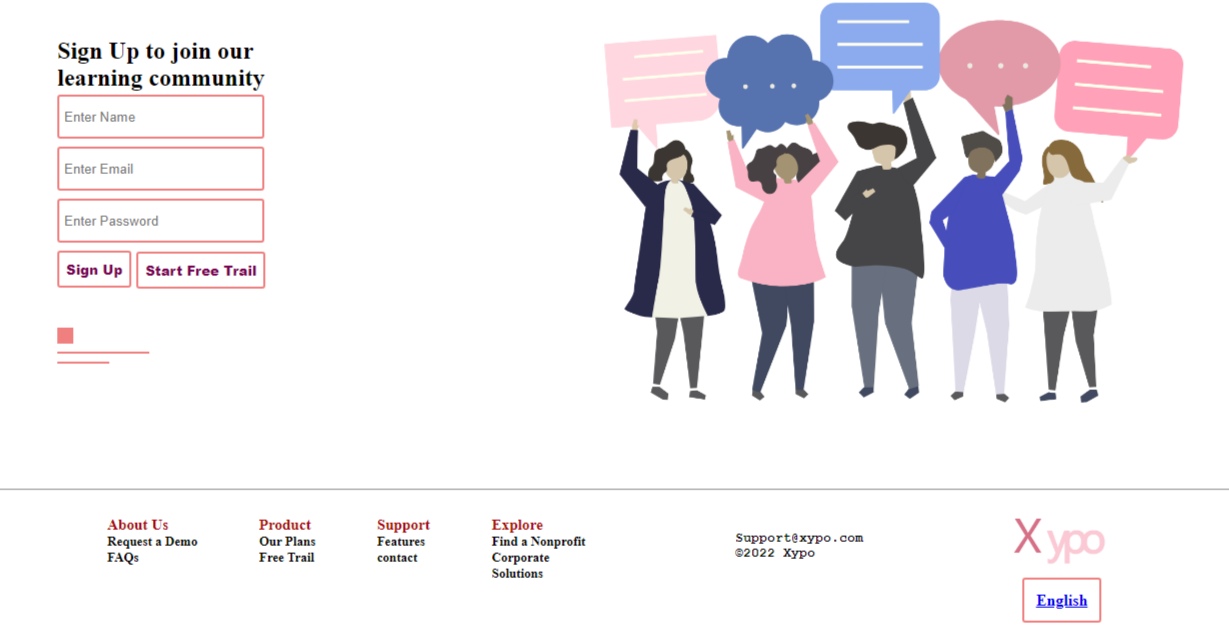 Sign Up to join our
learning community
Enter Name
Enter Email
Enter Password
Sign Up
Start Free Trail
About Us
Request a Demo
FAQs
Product
Our Plans
Free Trail
Support
Features
contact
Explore
Find a Nonprofit
Corporate
Solutions
Support@xypo.com
©2022 Xypo
Xypo
English